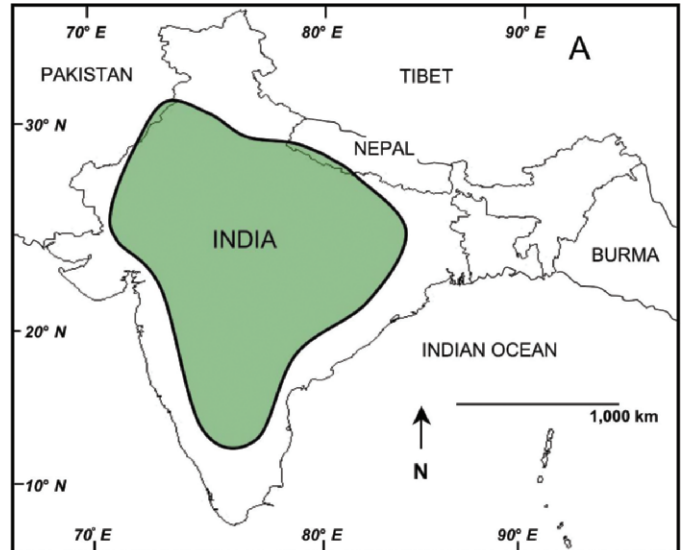 70° E 80° E 90° E
A
PAKISTAN TIBET
30° N
NEPAL
INDIA
BURMA
20° N
INDIAN OCEAN
1,000 km
N
10° N
70° E 80° E 90° E